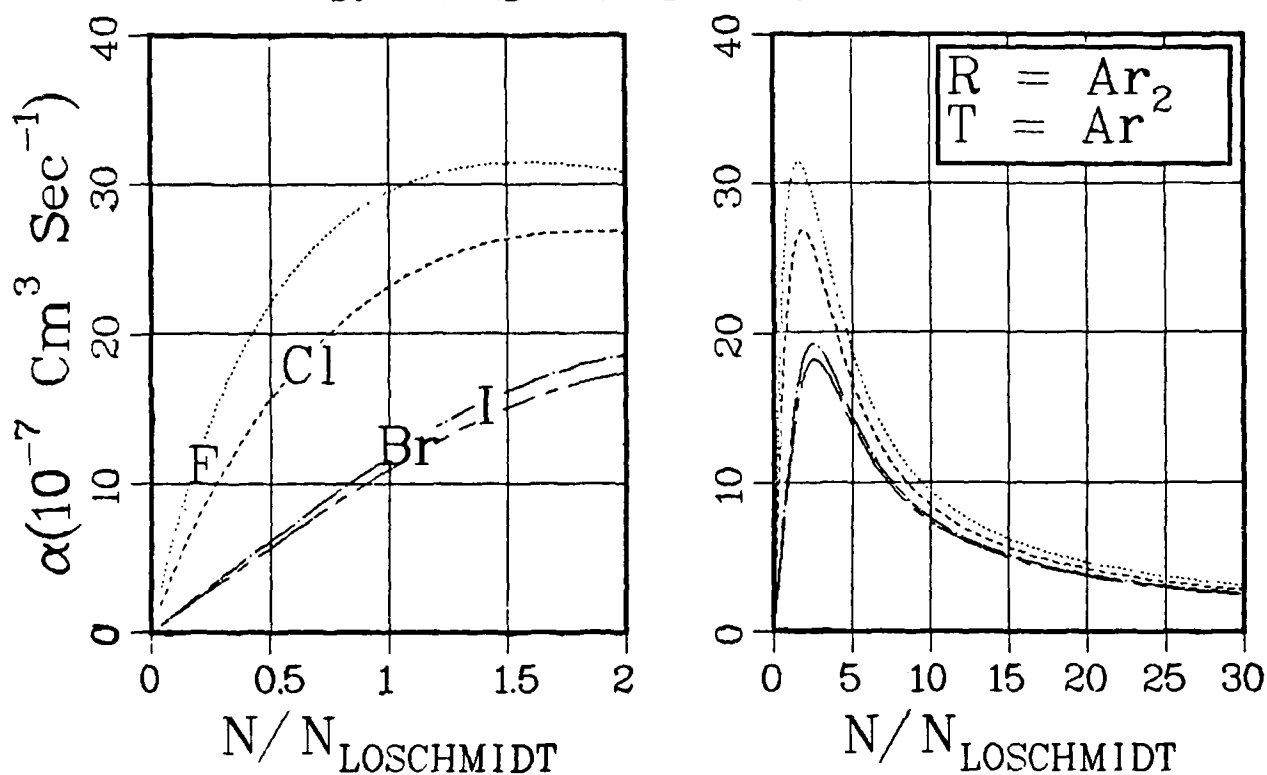 α(10⁻⁷ Cm³ Sec⁻¹)
40
30
20
10
0
F
Cl
Br
I
0 0.5 1 1.5 2
N/N_LOSCHMIDT
40
30
20
10
0
R = Ar₂
T = Ar
0 5 10 15 20 25 30
N/N_LOSCHMIDT